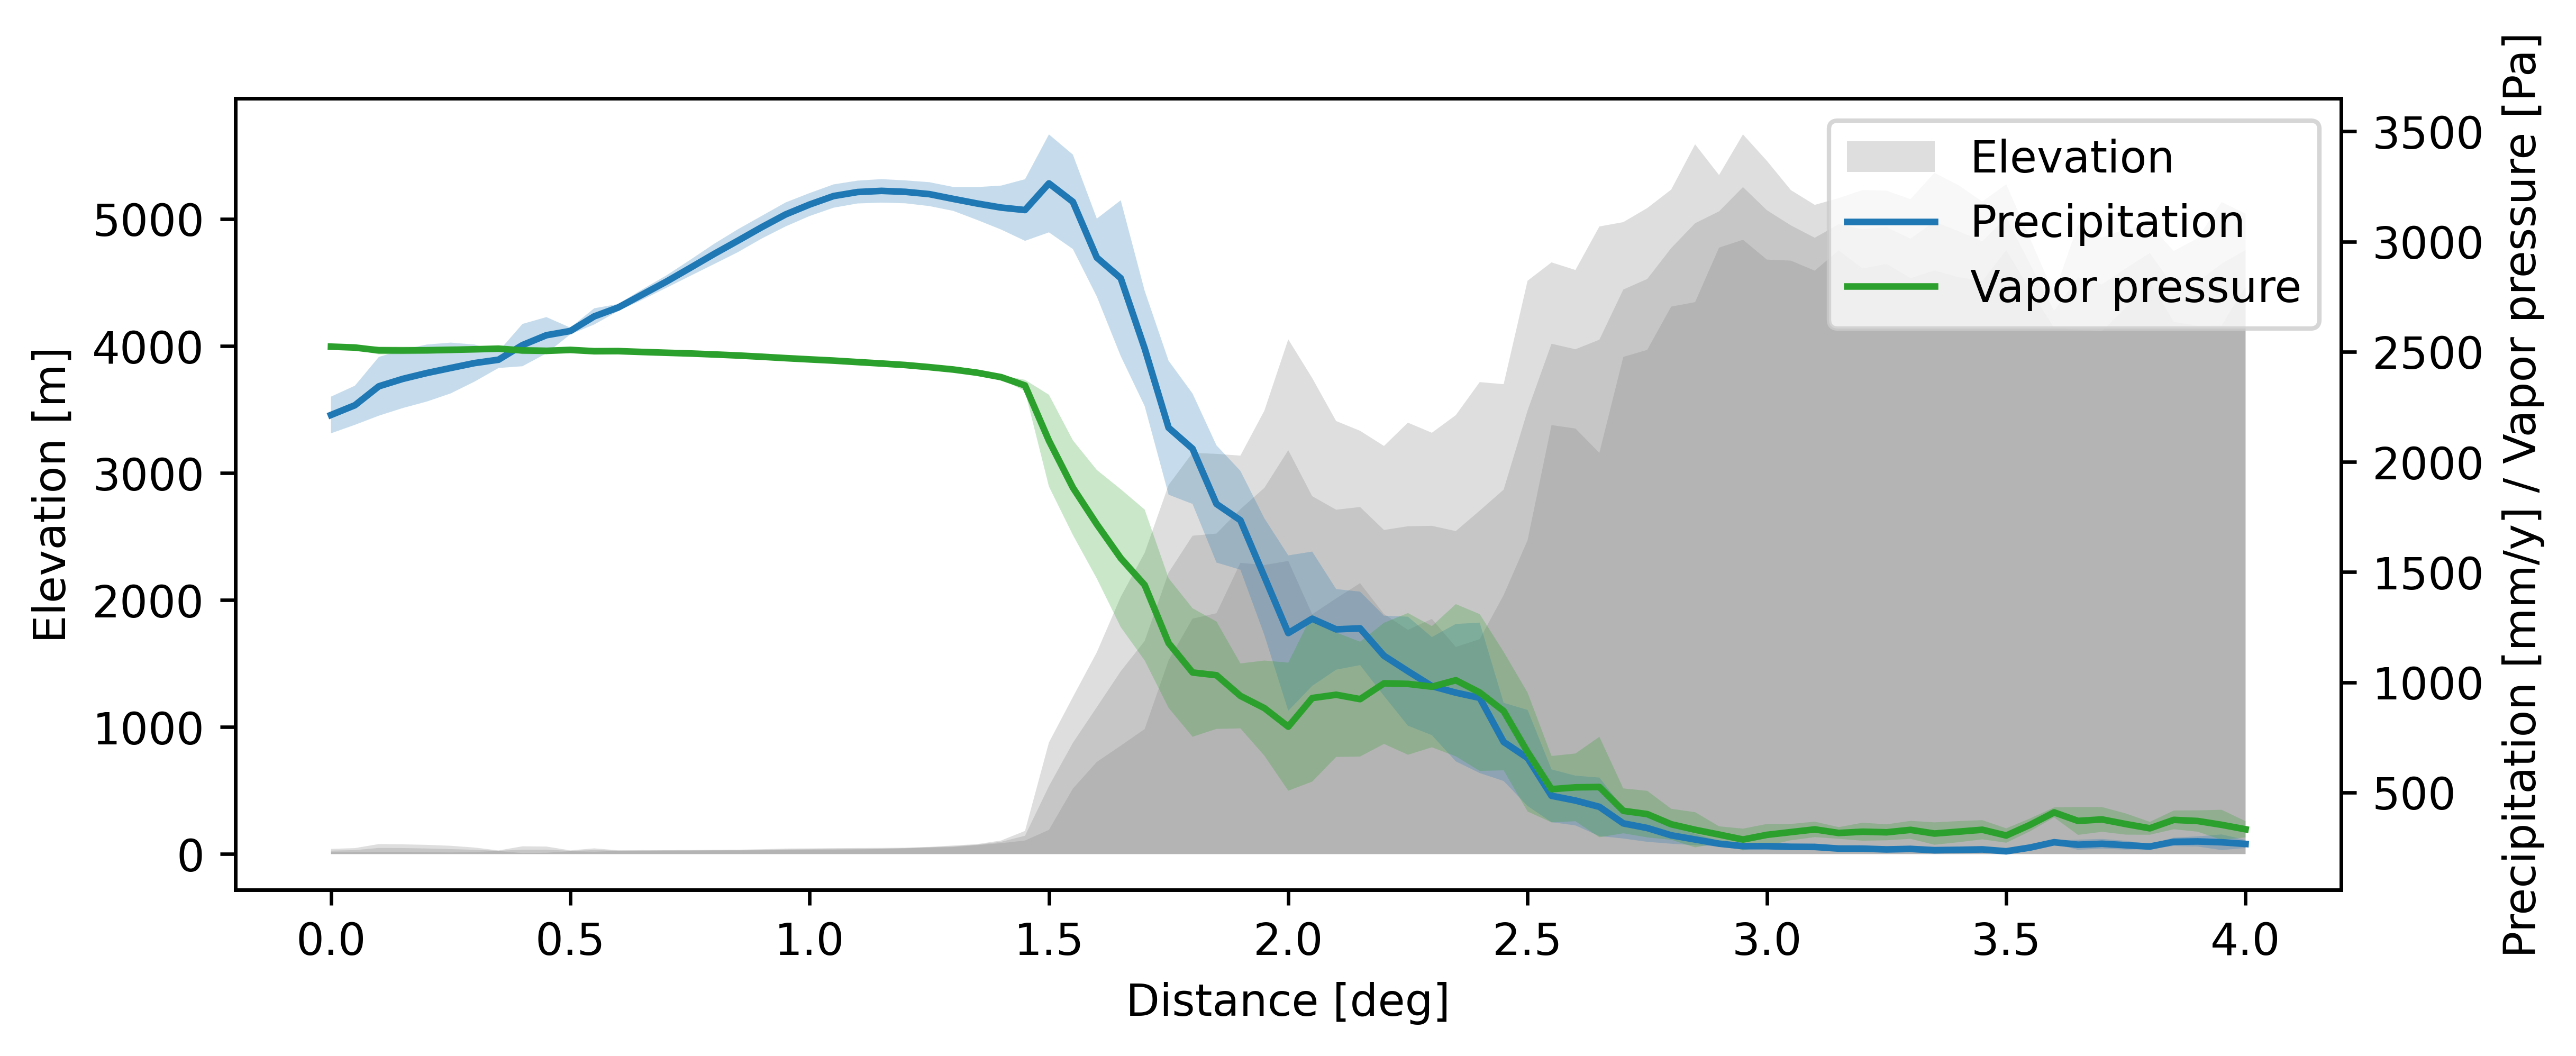 Elevation [m]
5000
4000
3000
2000
1000
0
0.0 0.5 1.0 1.5 2.0 2.5 3.0 3.5 4.0
Distance [deg]
3500
3000
2500
2000
1500
1000
500
Precipitation [mm/y] / Vapor pressure [Pa]
Elevation
Precipitation
Vapor pressure